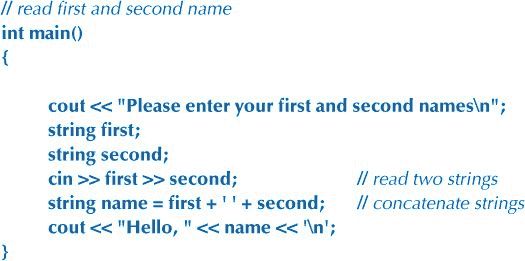 // read first and second name
int main()
{
cout << "Please enter your first and second names\n";
string first;
string second;
cin >> first >> second; // read two strings
string name = first + ' ' + second; // concatenate strings
cout << "Hello, " << name << '\n';
}